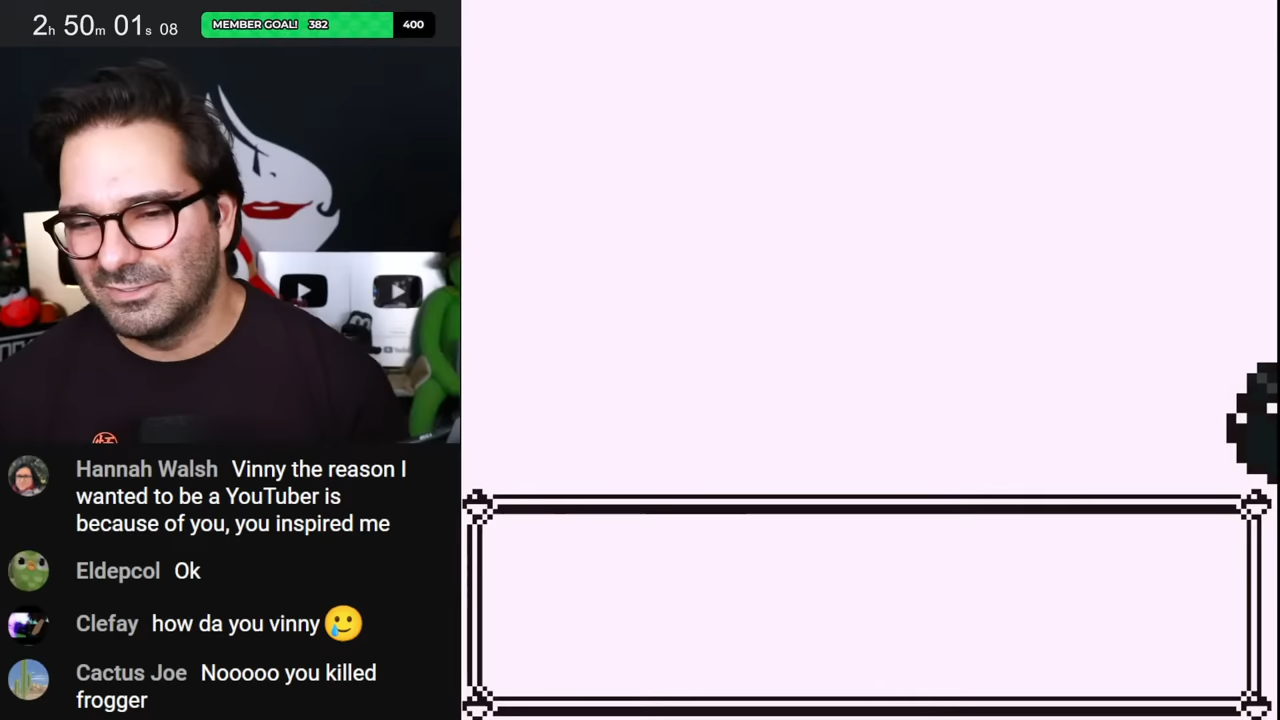 2h 50m 01s 08
MEMBER GOAL! 382 400
Hannah Walsh Vinny the reason I
wanted to be a YouTuber is
because of you, you inspired me
Eldepcol Ok
Clefay how da you vinny 🥲
Cactus Joe Nooooo you killed
frogger